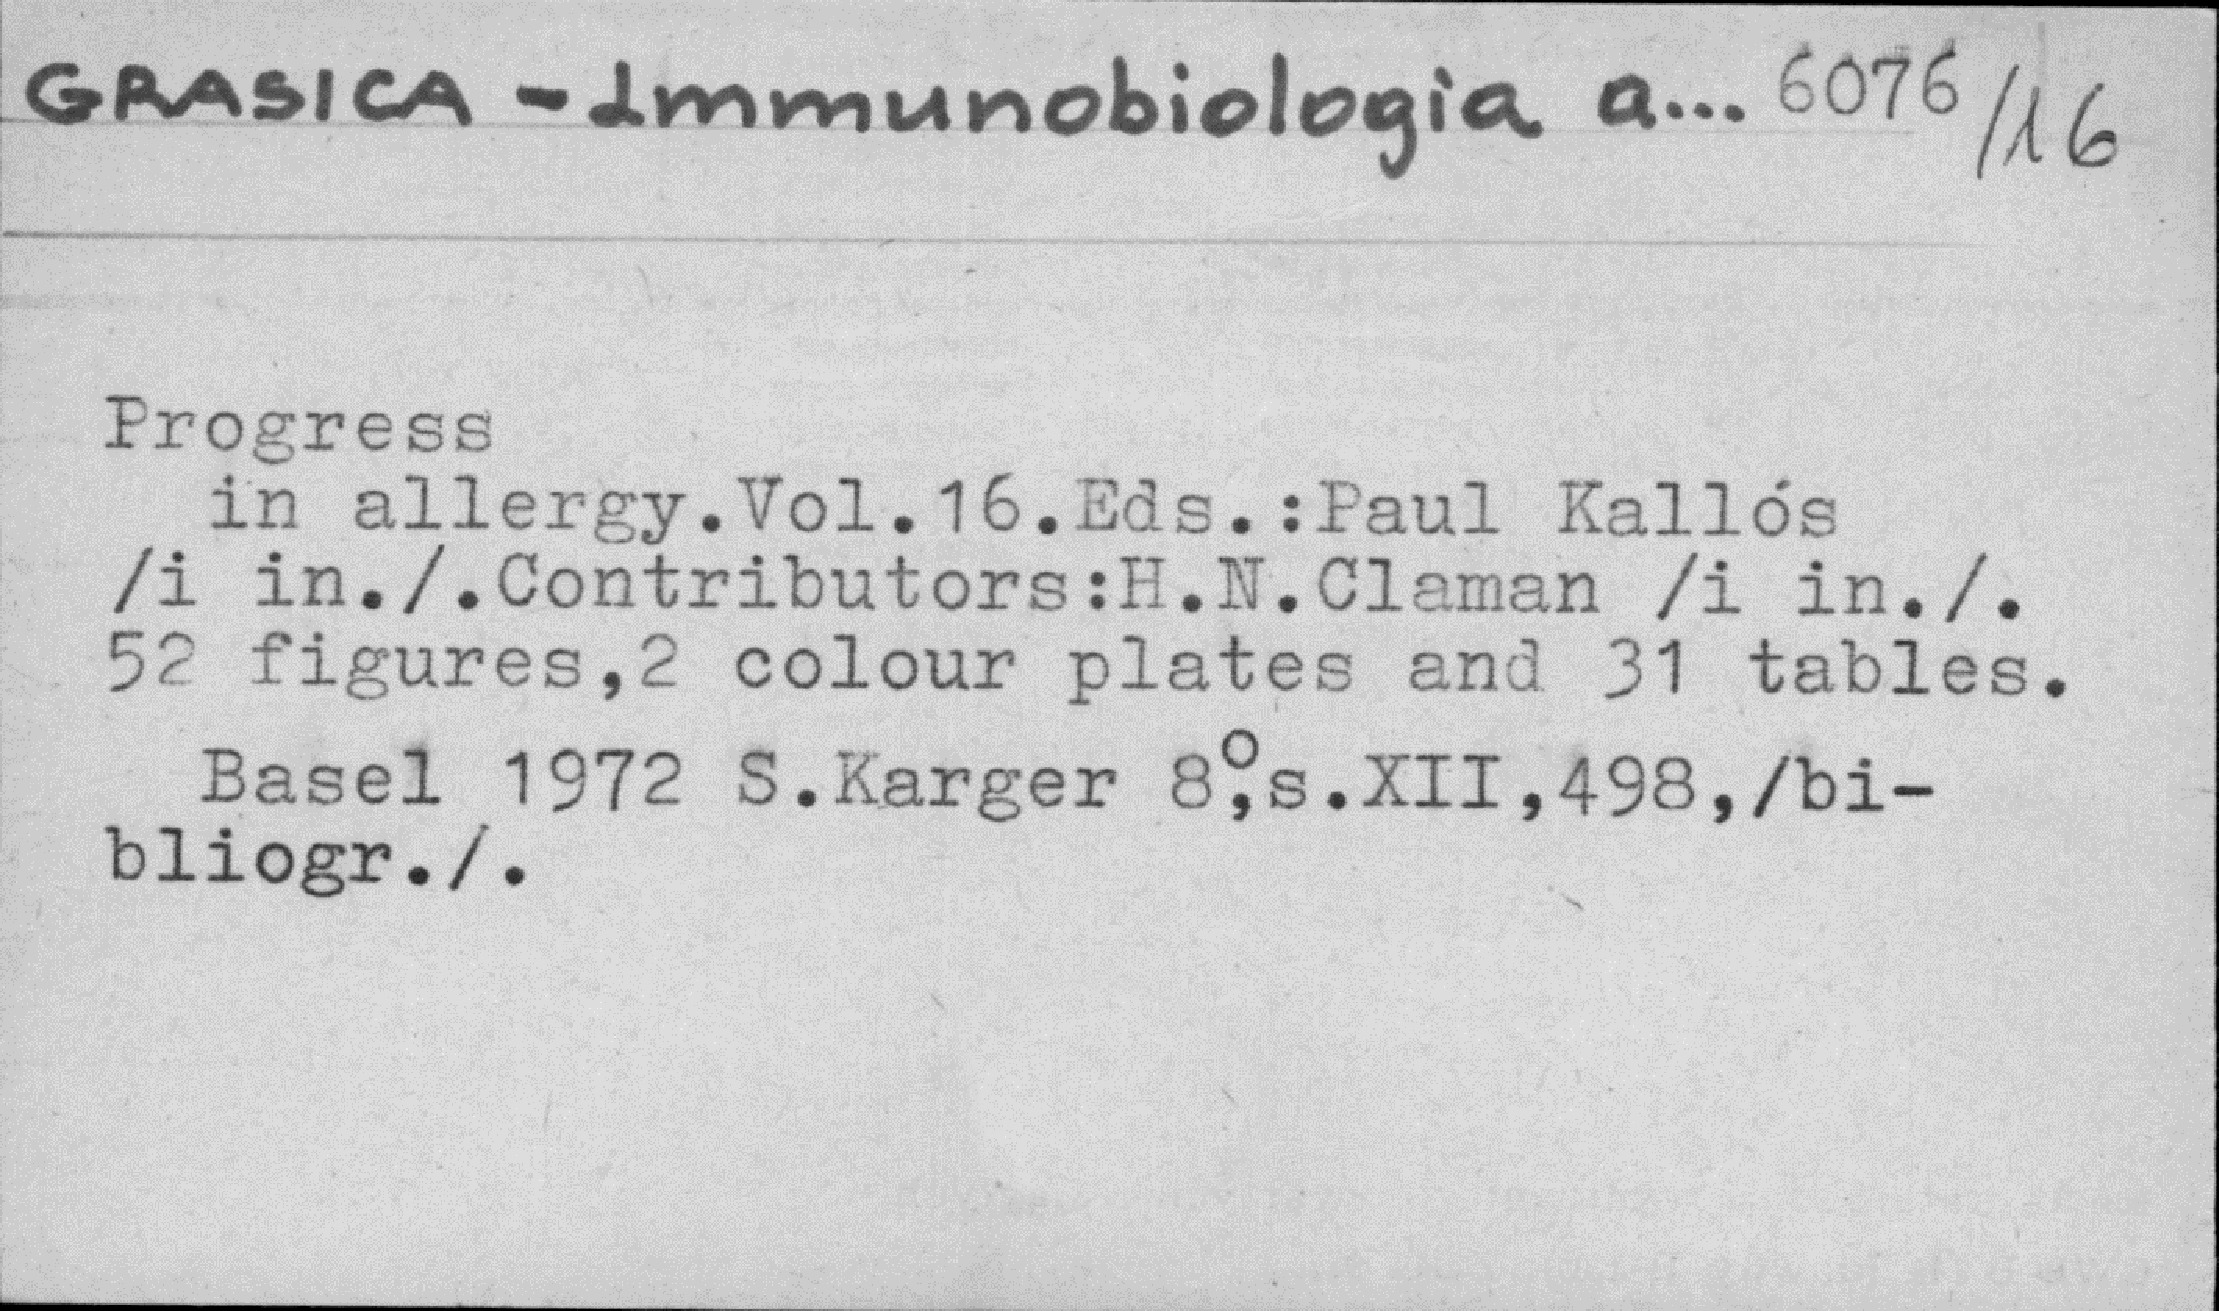 GRASICA - Immunobiologia a... 6076/16
Progress
in allergy.Vol.16.Eds.:Paul Kallós
/i in./.Contributors:H.N.Claman /i in./.
52 figures,2 colour plates and 31 tables.
Basel 1972 S.Karger 8°,s.XII,498,/bi-
bliogr./.